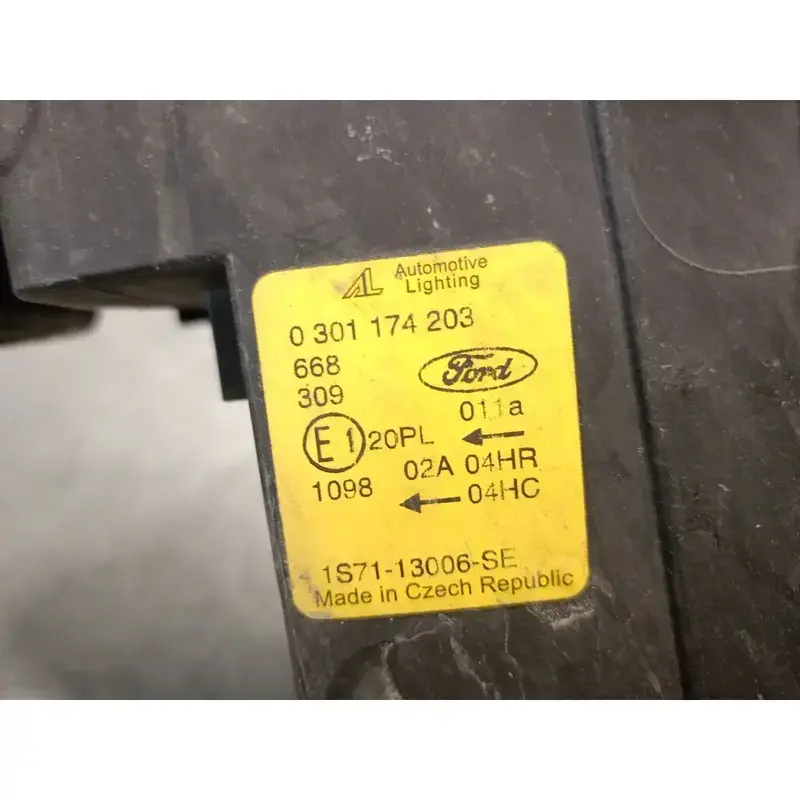 AL Automotive
Lighting
0 301 174 203
668
309
Ford
011a
E1 20PL ←
02A 04HR
1098 ← 04HC
1S71-13006-SE
Made in Czech Republic